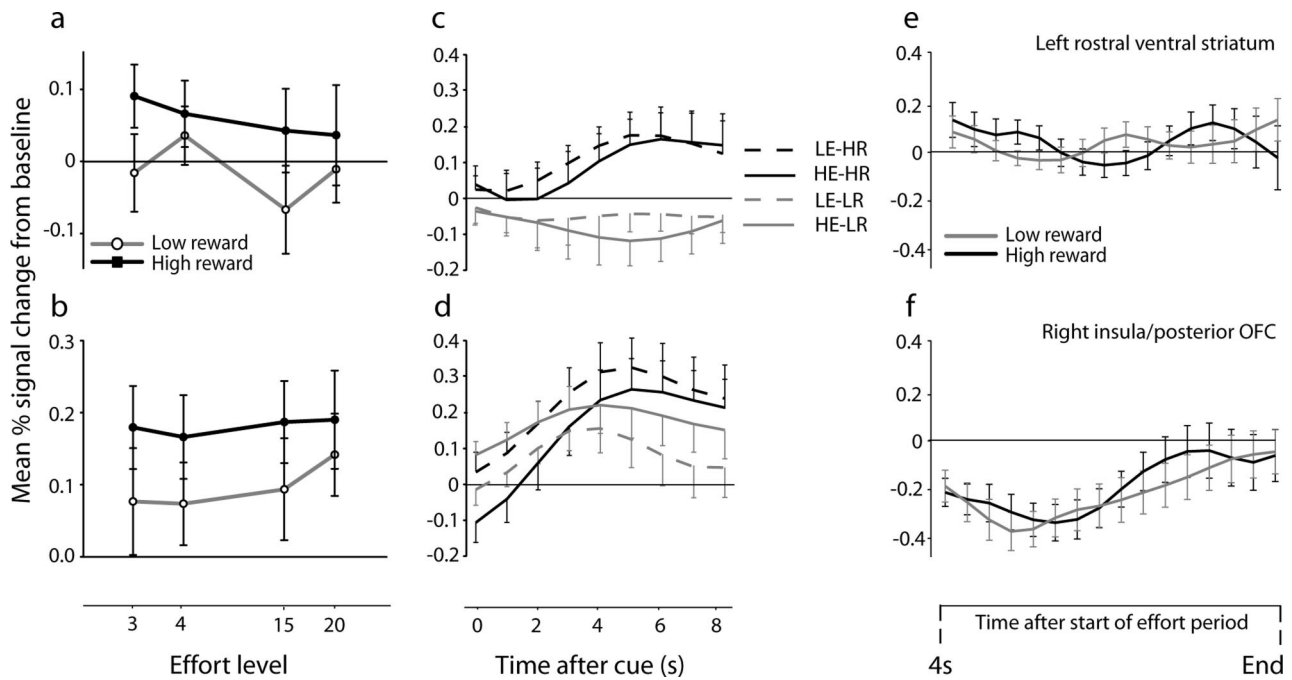 a
Mean % signal change from baseline
0.1
0
-0.1
Low reward
High reward
b
0.3
0.2
0.1
0.0
3
4
15
20
Effort level
c
0.4
0.3
0.2
0.1
0
-0.1
-0.2
LE-HR
HE-HR
LE-LR
HE-LR
d
0.4
0.3
0.2
0.1
0
-0.1
-0.2
0
2
4
6
8
Time after cue (s)
e
Left rostral ventral striatum
0.4
0.2
0
-0.2
-0.4
Low reward
High reward
f
Right insula/posterior OFC
0.4
0
-0.2
-0.4
Time after start of effort period
4s
End